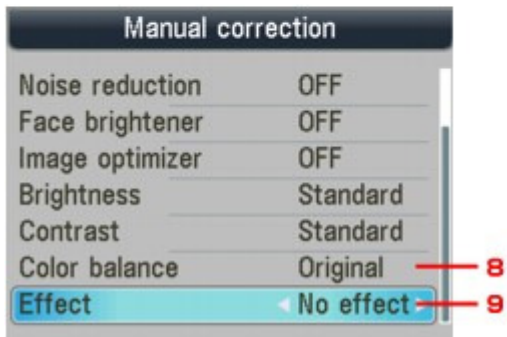 Manual correction
Noise reduction OFF
Face brightener OFF
Image optimizer OFF
Brightness Standard
Contrast Standard
Color balance Original 8
Effect No effect 9